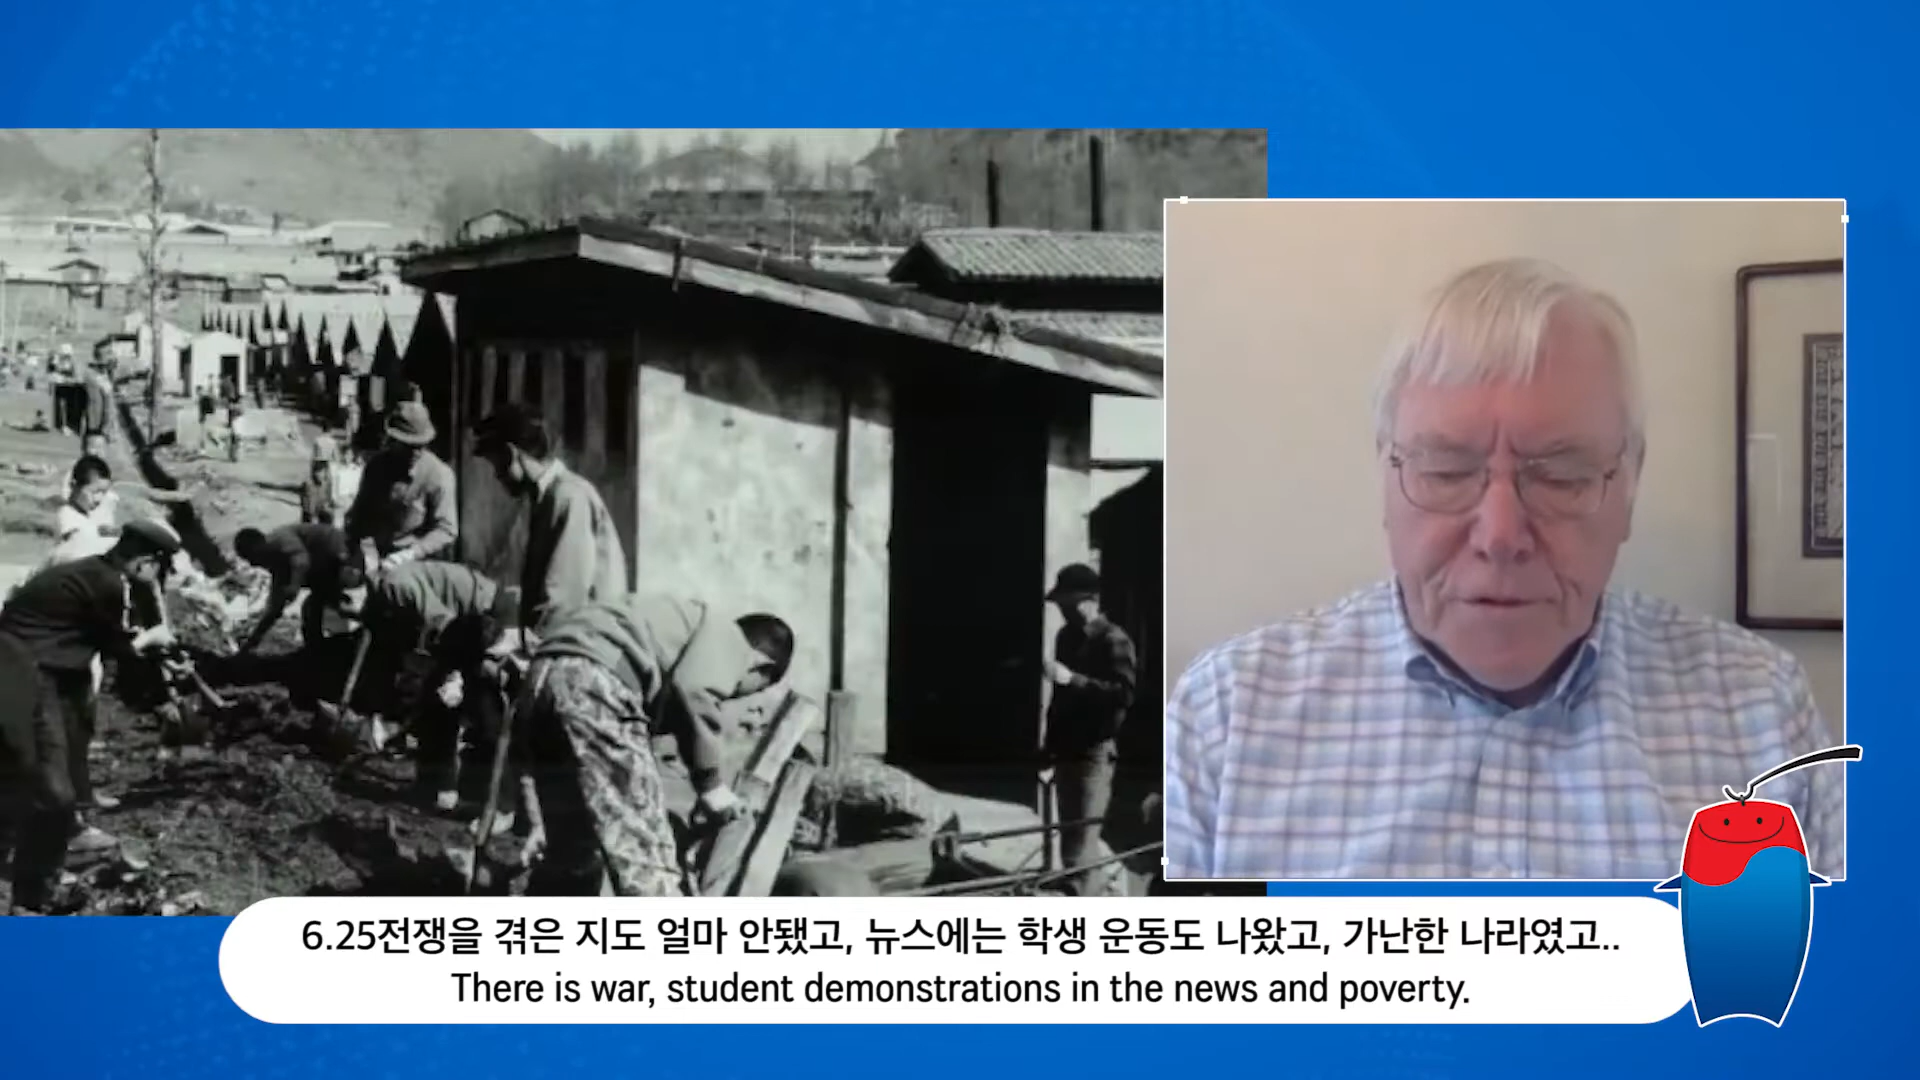 6.25전쟁을 겪은 지도 얼마 안됐고, 뉴스에는 학생 운동도 나왔고, 가난한 나라였고..
There is war, student demonstrations in the news and poverty.